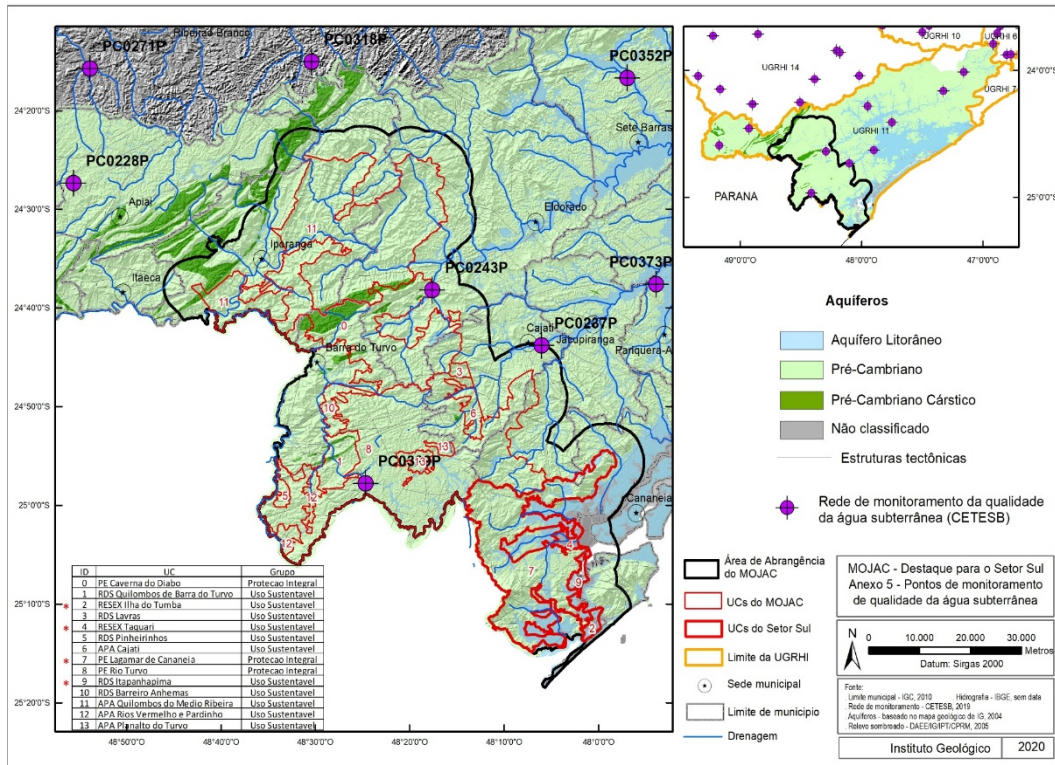 PC0271P
Ribeirao Branco
PC0318P
PC0352P
Sete Barras
PC0228P
Apiaí
Eldorado
11
Iporanga
Itaoca
PC0243P
PC0373P
11
0
Cajati
PC0287P
Jacupiranga
Pariquera-A
Barra do Turvo
3
10
6
8
13
13
1
5
12
12
Cananeia
4
7
9
2
24°20'0"S
24°30'0"S
24°40'0"S
24°50'0"S
25°0'0"S
25°10'0"S
25°20'0"S
48°50'0"W
48°40'0"W
48°30'0"W
48°20'0"W
48°10'0"W
48°0'0"W
ID UC Grupo
0 PE Caverna do Diabo Protecao Integral
1 RDS Quilombos de Barra do Turvo Uso Sustentavel
* 2 RESEX Ilha do Tumba Uso Sustentavel
3 RDS Lavras Uso Sustentavel
* 4 RESEX Taquari Uso Sustentavel
5 RDS Pinheirinhos Uso Sustentavel
6 APA Cajati Uso Sustentavel
* 7 PE Lagamar de Cananeia Protecao Integral
8 PE Rio Turvo Protecao Integral
* 9 RDS Itapanhapima Uso Sustentavel
10 RDS Barreiro Anhemas Uso Sustentavel
11 APA Quilombos do Medio Ribeira Uso Sustentavel
12 APA Rios Vermelho e Pardinho Uso Sustentavel
13 APA Planalto do Turvo Uso Sustentavel
UGRHI 10
UGRHI 6
UGRHI 14
UGRHI 7
UGRHI 11
PARANA
24°0'0"S
25°0'0"S
49°0'0"W
48°0'0"W
47°0'0"W
Aquíferos
Aquífero Litorâneo
Pré-Cambriano
Pré-Cambriano Cárstico
Não classificado
Estruturas tectônicas
Rede de monitoramento da qualidade
da água subterrânea (CETESB)
Área de Abrangência
do MOJAC
UCs do MOJAC
UCs do Setor Sul
Limite da UGRHI
Sede municipal
Limite de municipio
Drenagem
MOJAC - Destaque para o Setor Sul
Anexo 5 - Pontos de monitoramento
de qualidade da água subterrânea
N
0 10.000 20.000 30.000
Metros
Datum: Sirgas 2000
Fonte:
. Limite municipal - IGC, 2010 Hidrografia - IBGE, sem data
. Rede de monitoramento - CETESB, 2019
. Aquíferos - baseado no mapa geológico de IG, 2004
. Relevo sombreado - DAEE/IG/IPT/CPRM, 2005
Instituto Geológico 2020